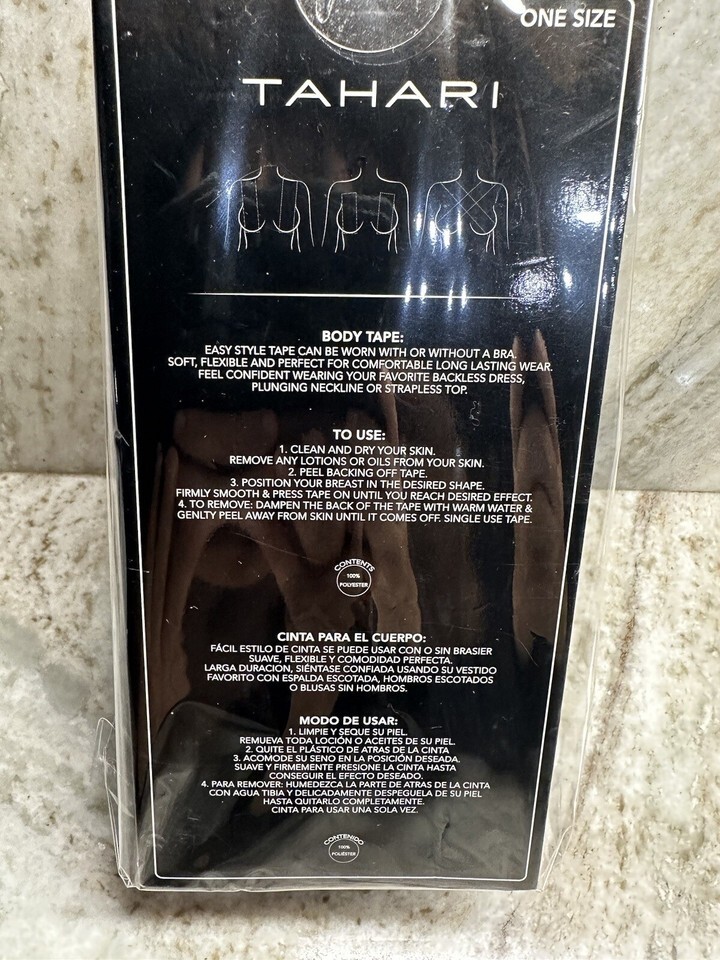 ONE SIZE
TAHARI
BODY TAPE:
EASY STYLE TAPE CAN BE WORN WITH OR WITHOUT A BRA.
SOFT, FLEXIBLE AND PERFECT FOR COMFORTABLE LONG LASTING WEAR.
FEEL CONFIDENT WEARING YOUR FAVORITE BACKLESS DRESS,
PLUNGING NECKLINE OR STRAPLESS TOP.
TO USE:
1. CLEAN AND DRY YOUR SKIN.
REMOVE ANY LOTIONS OR OILS FROM YOUR SKIN.
2. PEEL BACKING OFF TAPE.
3. POSITION YOUR BREAST IN THE DESIRED SHAPE.
FIRMLY SMOOTH & PRESS TAPE ON UNTIL YOU REACH DESIRED EFFECT.
4. TO REMOVE: DAMPEN THE BACK OF THE TAPE WITH WARM WATER &
GENLTY PEEL AWAY FROM SKIN UNTIL IT COMES OFF. SINGLE USE TAPE.
CONTENTS
100%
POLYESTER
CINTA PARA EL CUERPO:
FÁCIL ESTILO DE CINTA SE PUEDE USAR CON O SIN BRASIER
SUAVE, FLEXIBLE Y COMODIDAD PERFECTA.
LARGA DURACION, SIÉNTASE CONFIADA USANDO SU VESTIDO
FAVORITO CON ESPALDA ESCOTADA, HOMBROS ESCOTADOS
O BLUSAS SIN HOMBROS.
MODO DE USAR:
1. LIMPIE Y SEQUE SU PIEL.
REMUEVA TODA LOCIÓN O ACEITES DE SU PIEL.
2. QUITE EL PLÁSTICO DE ATRAS DE LA CINTA
3. ACOMODE SU SENO EN LA POSICIÓN DESEADA.
SUAVE Y FIRMEMENTE PRESIONE LA CINTA HASTA
CONSEGUIR EL EFECTO DESEADO.
4. PARA REMOVER: HUMEDEZCA LA PARTE DE ATRAS DE LA CINTA
CON AGUA TIBIA Y DELICADAMENTE DESPEGUELA DE SU PIEL
HASTA QUITARLO COMPLETAMENTE.
CINTA PARA USAR UNA SOLA VEZ.
CONTENIDO
100%
POLIÉSTER